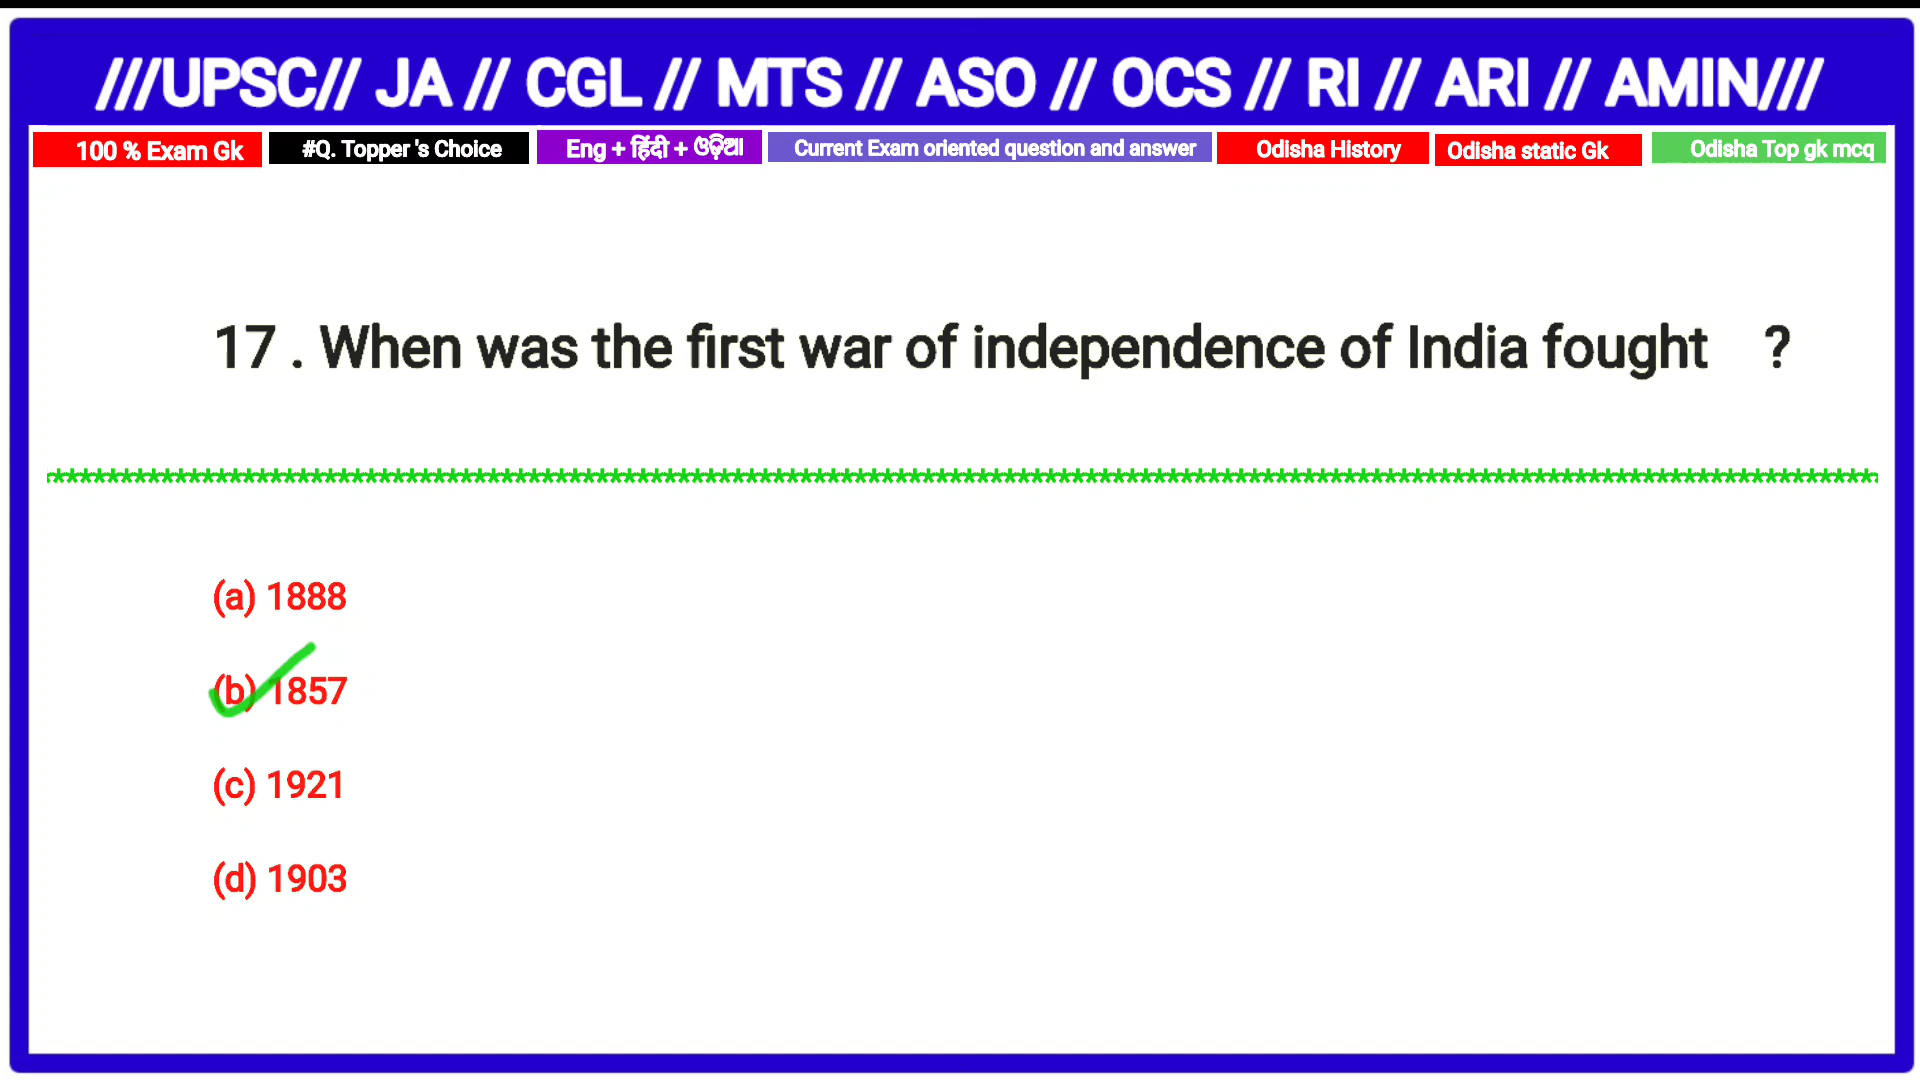 ///UPSC// JA // CGL // MTS // ASO // OCS // RI // ARI // AMIN///
100 % Exam Gk #Q. Topper 's Choice Eng + हिंदी + ଓଡ଼ିଆ Current Exam oriented question and answer Odisha History Odisha static Gk Odisha Top gk mcq
17 . When was the first war of independence of India fought ?
(a) 1888
(b) 1857
(c) 1921
(d) 1903